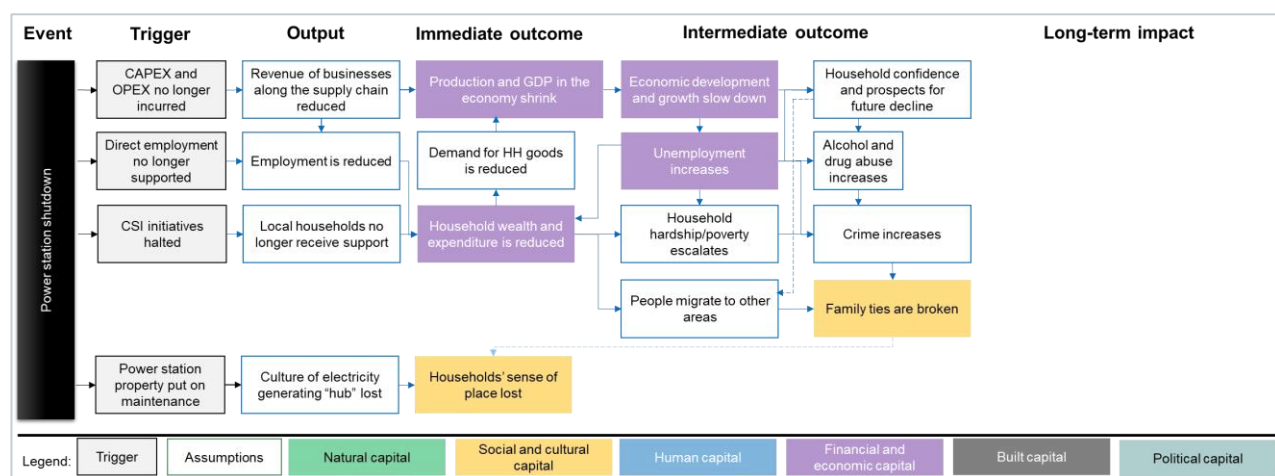 Event
Trigger
Output
Immediate outcome
Intermediate outcome
Long-term impact
Power station shutdown
CAPEX and
OPEX no longer
incurred
Revenue of businesses
along the supply chain
reduced
Production and GDP in the
economy shrink
Economic development
and growth slow down
Household confidence
and prospects for
future decline
Direct employment
no longer
supported
Employment is reduced
Demand for HH goods
is reduced
Unemployment
increases
Alcohol and
drug abuse
increases
CSI initiatives
halted
Local households no
longer receive support
Household wealth and
expenditure is reduced
Household
hardship/poverty
escalates
Crime increases
People migrate to other
areas
Family ties are broken
Power station
property put on
maintenance
Culture of electricity
generating “hub” lost
Households’ sense of
place lost
Legend:
Trigger
Assumptions
Natural capital
Social and cultural
capital
Human capital
Financial and
economic capital
Built capital
Political capital